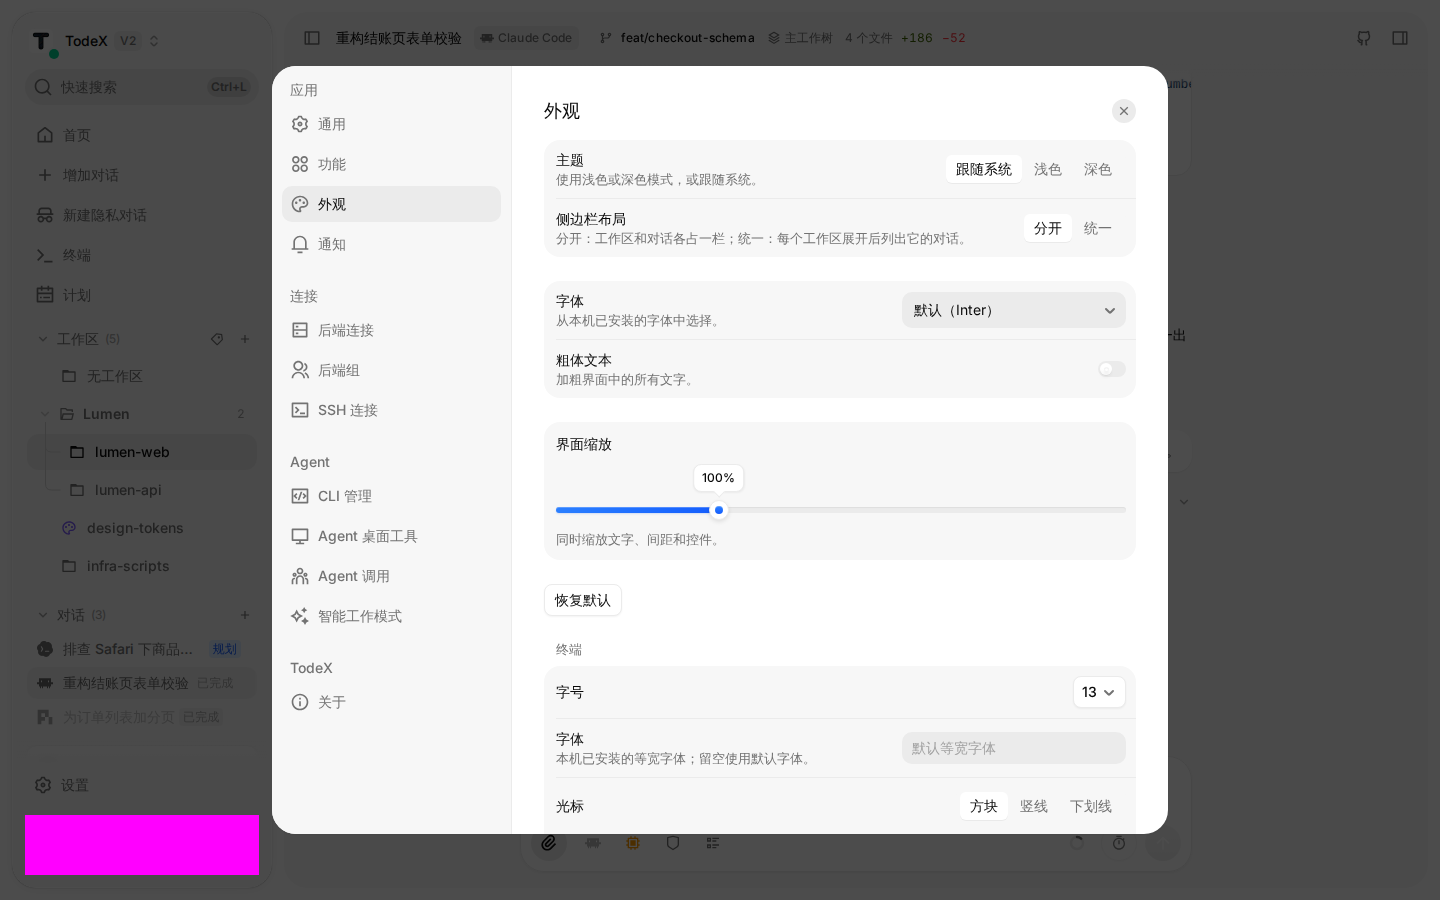 TodeX V2
快速搜索 Ctrl+L
首页
增加对话
新建隐私对话
终端
计划
工作区 (5)
无工作区
Lumen 2
lumen-web
lumen-api
design-tokens
infra-scripts
对话 (3)
排查 Safari 下商品... 规划
重构结账页表单校验 已完成
为订单列表加分页 已完成
设置
重构结账页表单校验 Claude Code feat/checkout-schema 主工作树 4 个文件 +186 −52
应用
通用
功能
外观
通知
连接
后端连接
后端组
SSH 连接
Agent
CLI 管理
Agent 桌面工具
Agent 调用
智能工作模式
TodeX
关于
外观
主题
使用浅色或深色模式，或跟随系统。
跟随系统 浅色 深色
侧边栏布局
分开：工作区和对话各占一栏；统一：每个工作区展开后列出它的对话。
分开 统一
字体
从本机已安装的字体中选择。
默认（Inter）
粗体文本
加粗界面中的所有文字。
界面缩放
100%
同时缩放文字、间距和控件。
恢复默认
终端
字号
13
字体
本机已安装的等宽字体；留空使用默认字体。
默认等宽字体
光标
方块 竖线 下划线
出